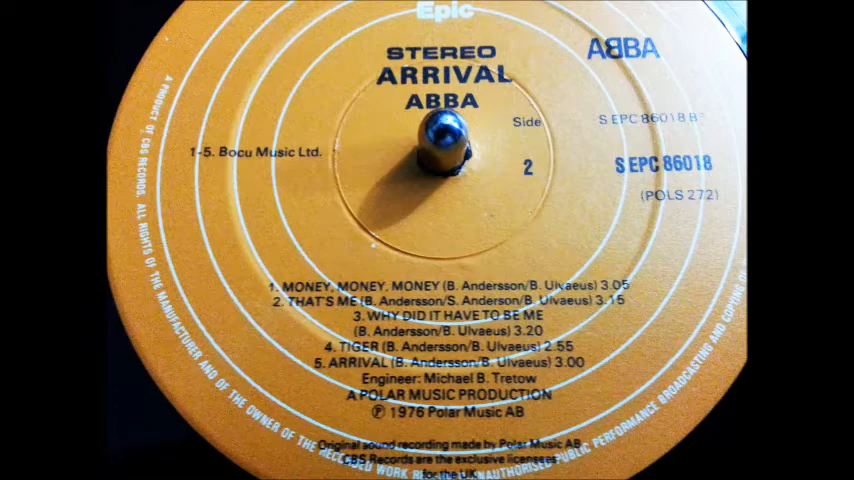 Epic
STEREO
ARRIVAL
ABBA
ABBA
Side
2
S EPC 86018 B
S EPC 86018
(POLS 272)
1-5. Bocu Music Ltd.
1. MONEY, MONEY, MONEY (B. Andersson/B. Ulvaeus) 3.05
2. THAT'S ME (B. Andersson/S. Anderson/B. Ulvaeus) 3.15
3. WHY DID IT HAVE TO BE ME
(B. Andersson/B. Ulvaeus) 3.20
4. TIGER (B. Andersson/B. Ulvaeus) 2.55
5. ARRIVAL (B. Andersson/B. Ulvaeus) 3.00
Engineer: Michael B. Tretow
A POLAR MUSIC PRODUCTION
℗ 1976 Polar Music AB
Original sound recording made by Polar Music AB
CBS Records are the exclusive licensees
for the UK
A PRODUCT OF CBS RECORDS. ALL RIGHTS OF THE MANUFACTURER AND OF THE OWNER OF THE RECORDED WORK UNAUTHORISED PUBLIC PERFORMANCE BROADCASTING AND COPYING OF